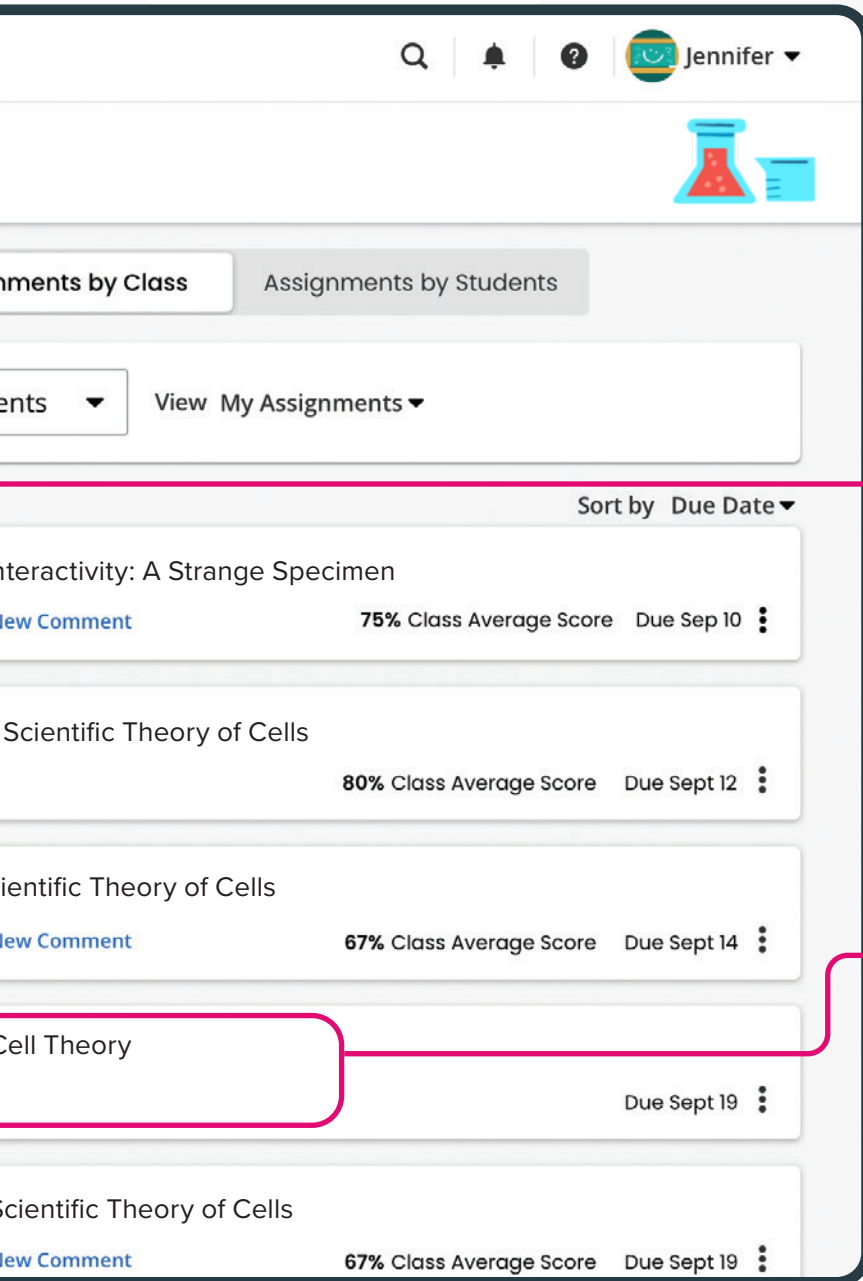 Jennifer
nments by Class
Assignments by Students
ents
View My Assignments
Sort by Due Date
nteractivity: A Strange Specimen
New Comment
75% Class Average Score Due Sep 10
Scientific Theory of Cells
80% Class Average Score Due Sept 12
ientific Theory of Cells
New Comment
67% Class Average Score Due Sept 14
Cell Theory
Due Sept 19
Scientific Theory of Cells
New Comment
67% Class Average Score Due Sept 19